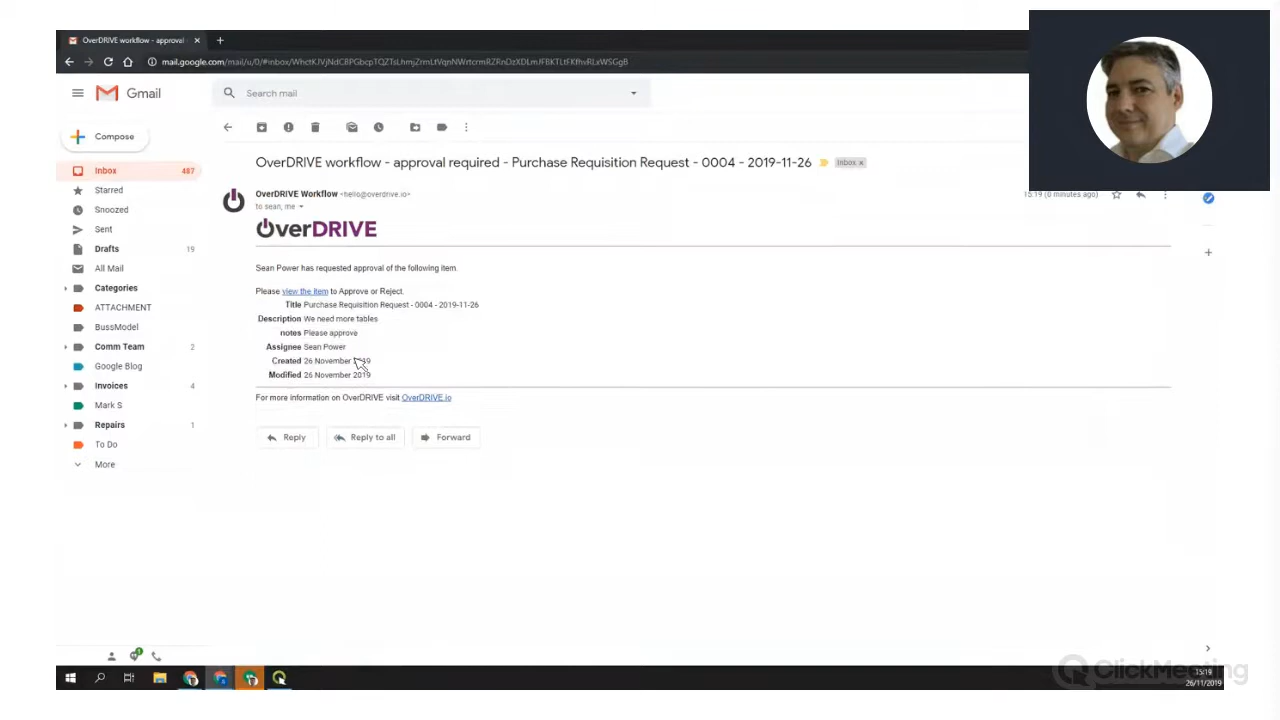 OverDRIVE workflow - approval
mail.google.com
Gmail
Search mail
Compose
Inbox 487
Starred
Snoozed
Sent
Drafts 19
All Mail
Categories
ATTACHMENT
BussModel
Comm Team 2
Google Blog
Invoices 4
Mark S
Repairs 1
To Do
More
OverDRIVE workflow - approval required - Purchase Requisition Request - 0004 - 2019-11-26 Inbox x
OverDRIVE Workflow <hello@overdrive.io>
15:19 (0 minutes ago)
to sean, me
OverDRIVE
Sean Power has requested approval of the following item.
Please view the item to Approve or Reject.
Title Purchase Requisition Request - 0004 - 2019-11-26
Description We need more tables
notes Please approve
Assignee Sean Power
Created 26 November 2019
Modified 26 November 2019
For more information on OverDRIVE visit OverDRIVE.io
Reply Reply to all Forward
ClickMeeting
15:19
26/11/2019